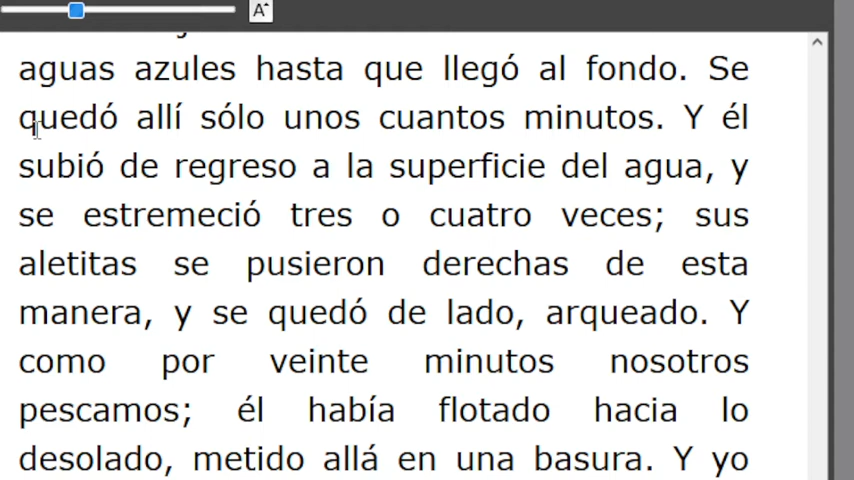 A
aguas azules hasta que llegó al fondo. Se
quedó allí sólo unos cuantos minutos. Y él
subió de regreso a la superficie del agua, y
se estremeció tres o cuatro veces; sus
aletitas se pusieron derechas de esta
manera, y se quedó de lado, arqueado. Y
como por veinte minutos nosotros
pescamos; él había flotado hacia lo
desolado, metido allá en una basura. Y yo